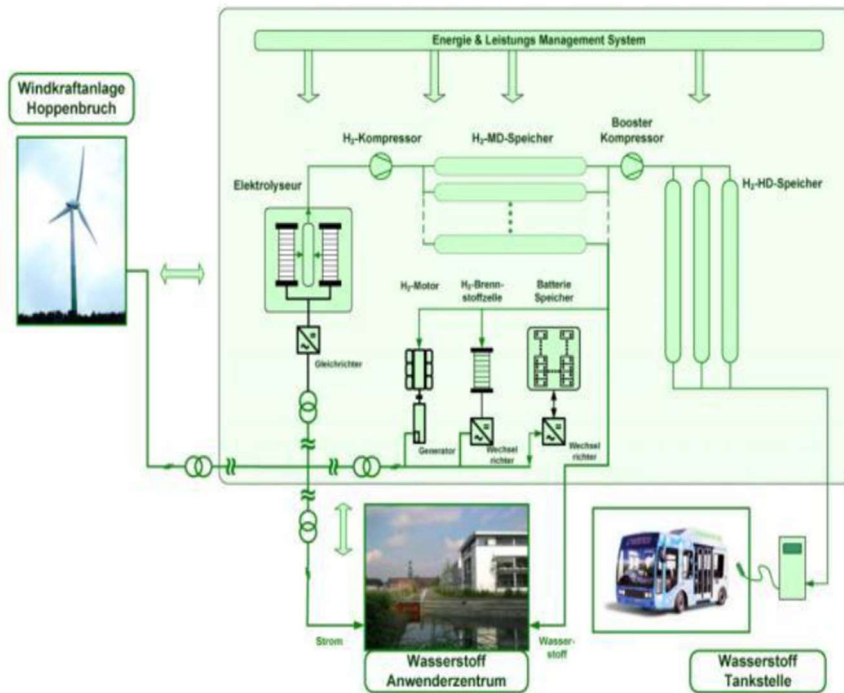 Energie & Leistungs Management System
Windkraftanlage
Hoppenbruch
H₂-Kompressor
H₂-MD-Speicher
Booster
Kompressor
Elektrolyseur
H₂-HD-Speicher
H₂-Motor
H₂-Brenn-
stoffzelle
Batterie
Speicher
Gleichrichter
Generator
Wechsel
richter
Wechsel
richter
Strom
Wasser-
stoff
Wasserstoff
Anwenderzentrum
Wasserstoff
Tankstelle